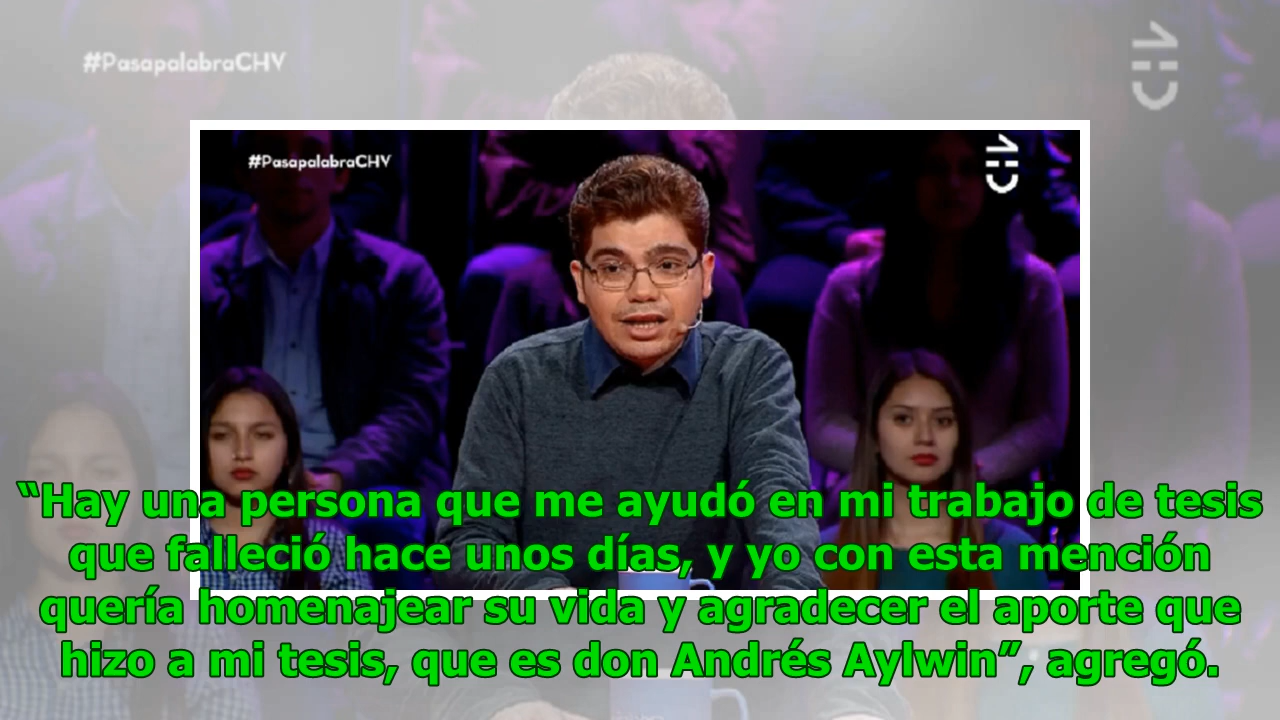 #PasapalabraCHV
#PasapalabraCHV
“Hay una persona que me ayudó en mi trabajo de tesis
que falleció hace unos días, y yo con esta mención
quería homenajear su vida y agradecer el aporte que
hizo a mi tesis, que es don Andrés Aylwin”, agregó.